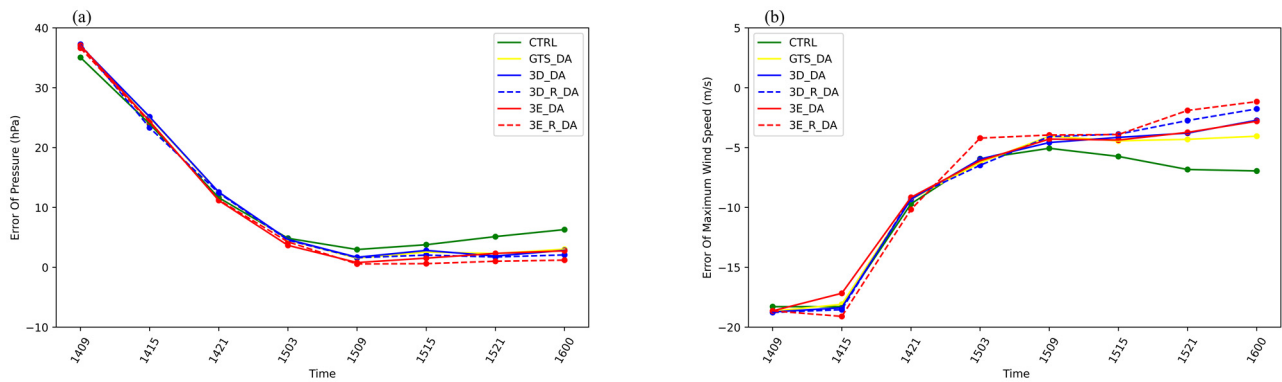 (a)
40
30
20
10
0
−10
Error Of Pressure (hPa)
CTRL
GTS_DA
3D_DA
3D_R_DA
3E_DA
3E_R_DA
1409
1415
1421
1503
1509
1515
1521
1600
Time
(b)
5
0
−5
−10
−15
−20
Error Of Maximum Wind Speed (m/s)
CTRL
GTS_DA
3D_DA
3D_R_DA
3E_DA
3E_R_DA
1409
1415
1421
1503
1509
1515
1521
1600
Time